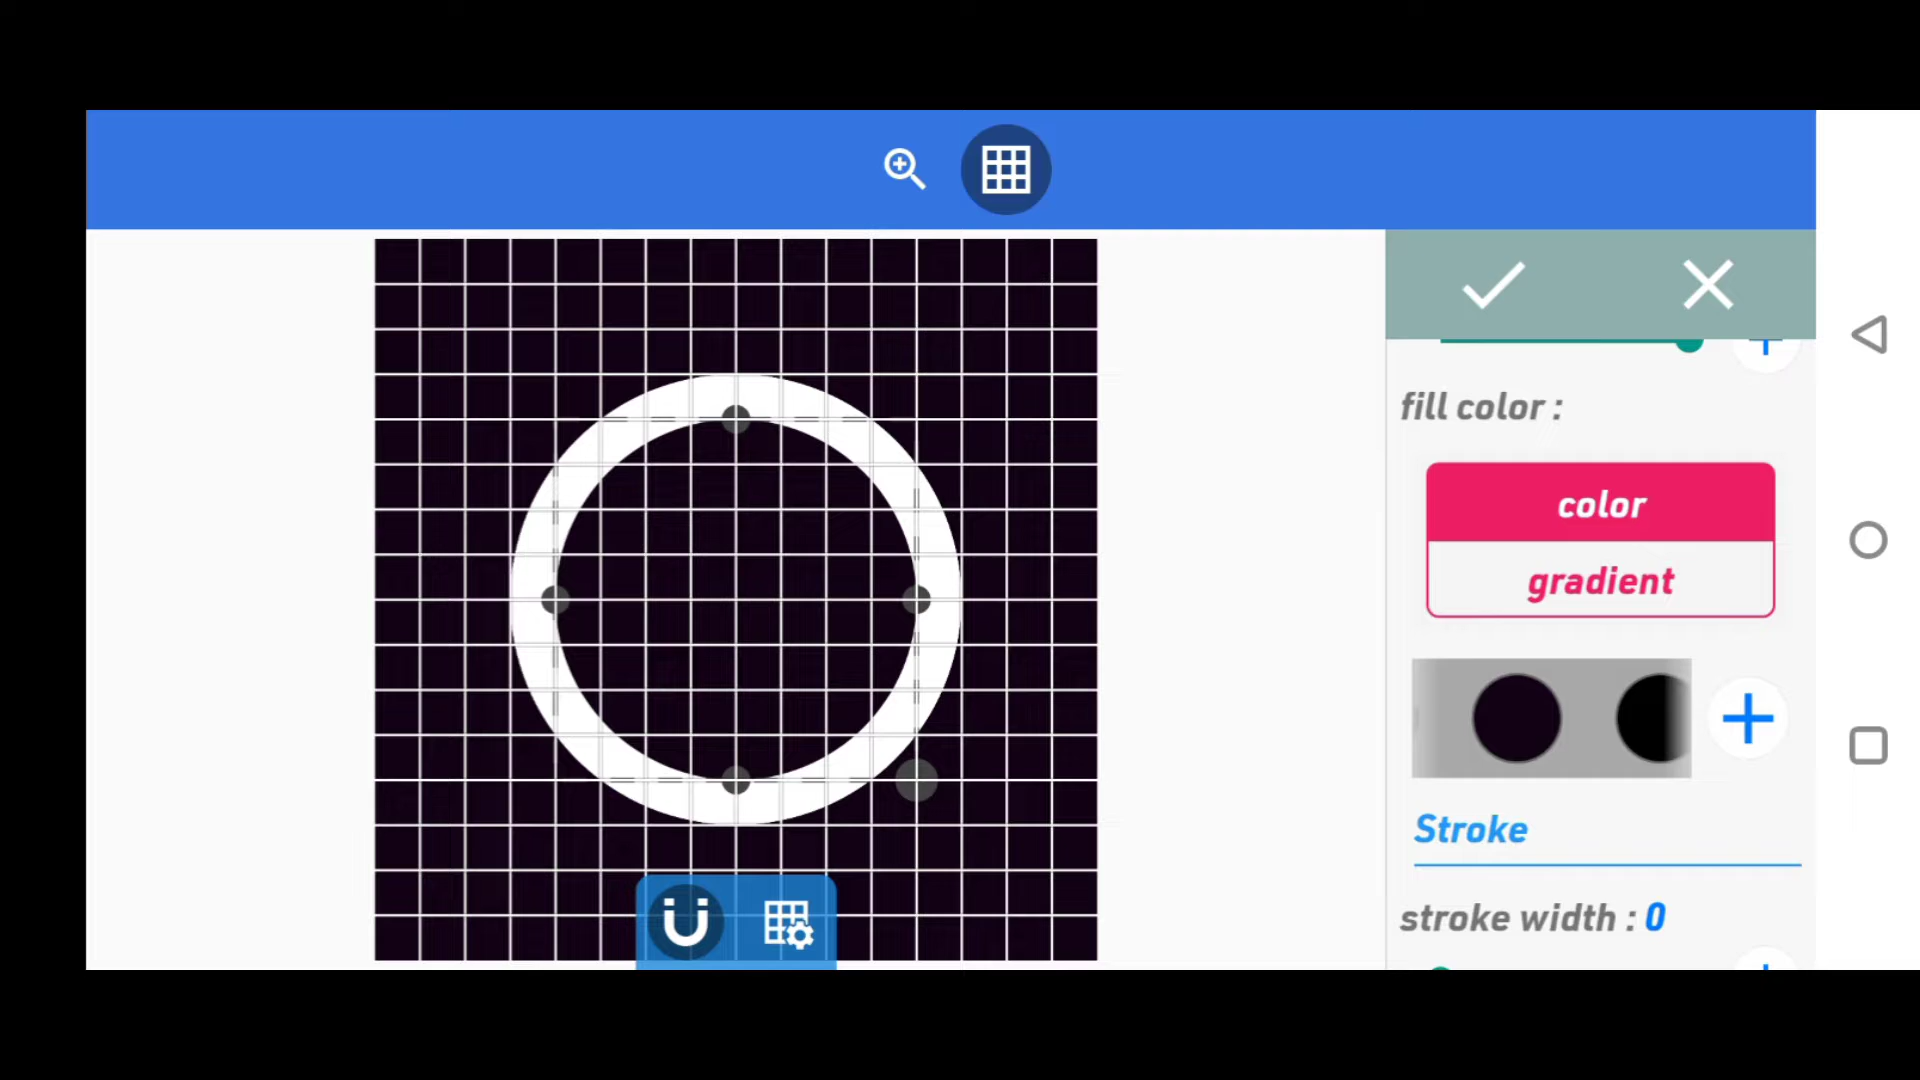 fill color :
color
gradient
Stroke
stroke width : 0